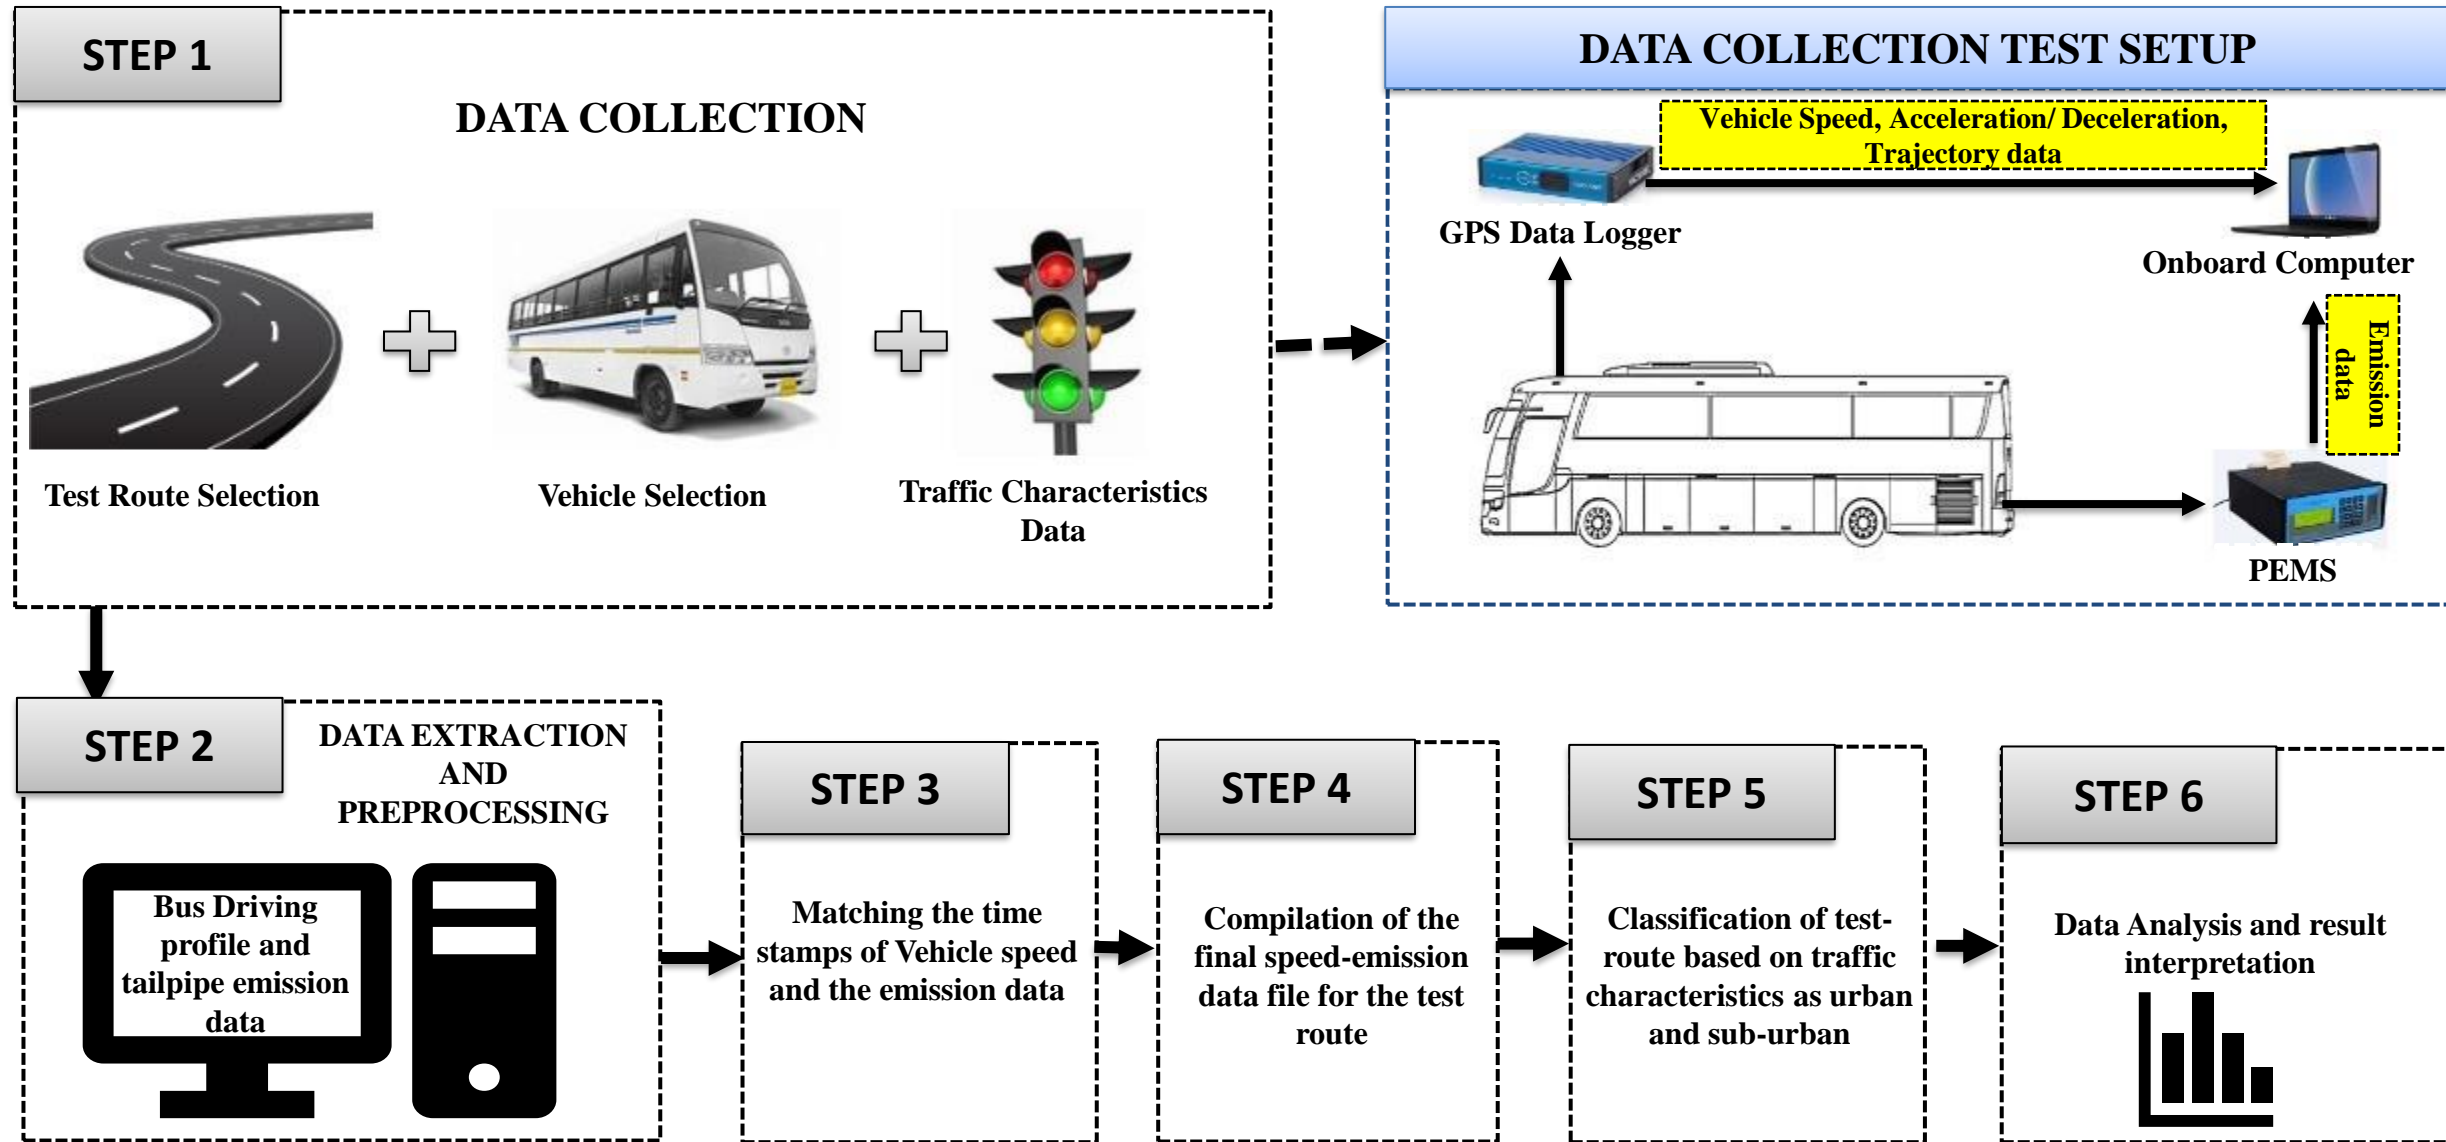 STEP 1
DATA COLLECTION
Test Route Selection
Vehicle Selection
Traffic Characteristics
Data
DATA COLLECTION TEST SETUP
Vehicle Speed, Acceleration/ Deceleration,
Trajectory data
GPS Data Logger
Onboard Computer
Emission
data
PEMS
STEP 2
DATA EXTRACTION
AND
PREPROCESSING
Bus Driving
profile and
tailpipe emission
data
STEP 3
Matching the time
stamps of Vehicle speed
and the emission data
STEP 4
Compilation of the
final speed-emission
data file for the test
route
STEP 5
Classification of test-
route based on traffic
characteristics as urban
and sub-urban
STEP 6
Data Analysis and result
interpretation